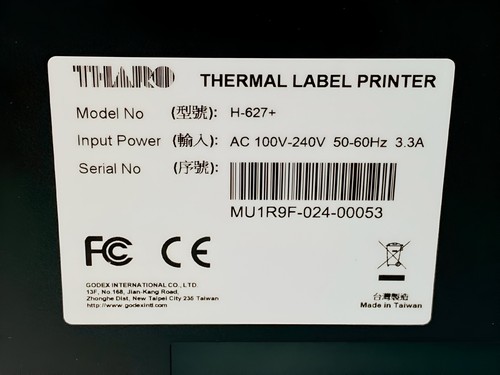 THARO THERMAL LABEL PRINTER
Model No (型號): H-627+
Input Power (輸入): AC 100V-240V 50-60Hz 3.3A
Serial No (序號):
MU1R9F-024-00053
FC CE
GODEX INTERNATIONAL CO., LTD.
13F, No.168, Jian-Kang Road,
Zhonghe Dist, New Taipei City 235 Taiwan
http://www.godexintl.com
台灣製造
Made in Taiwan